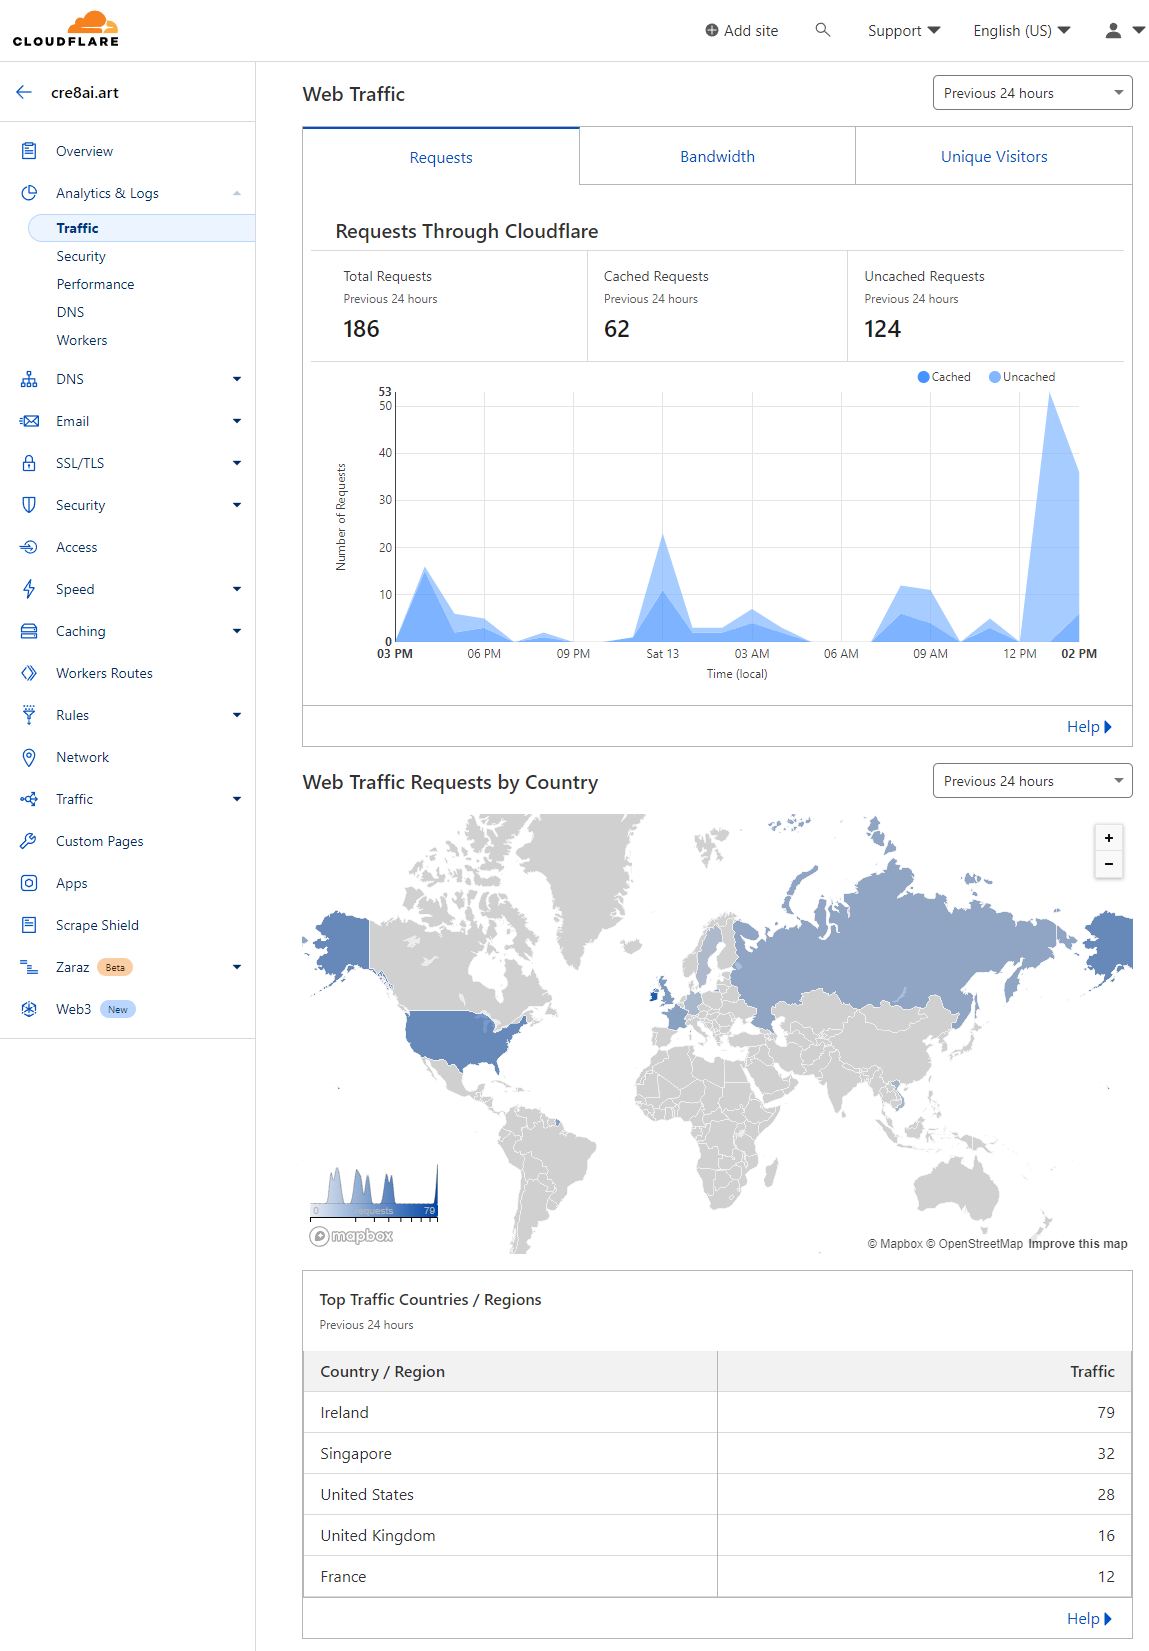 CLOUDFLARE
Add site
Support
English (US)
cre8ai.art
Overview
Analytics & Logs
Traffic
Security
Performance
DNS
Workers
DNS
Email
SSL/TLS
Security
Access
Speed
Caching
Workers Routes
Rules
Network
Traffic
Custom Pages
Apps
Scrape Shield
Zaraz Beta
Web3 New
Web Traffic
Previous 24 hours
Requests
Bandwidth
Unique Visitors
Requests Through Cloudflare
Total Requests
Previous 24 hours
186
Cached Requests
Previous 24 hours
62
Uncached Requests
Previous 24 hours
124
Cached
Uncached
Number of Requests
53
50
40
30
20
10
0
03 PM
06 PM
09 PM
Sat 13
03 AM
06 AM
09 AM
12 PM
02 PM
Time (local)
Help
Web Traffic Requests by Country
Previous 24 hours
+
−
0 requests 79
mapbox
© Mapbox © OpenStreetMap Improve this map
Top Traffic Countries / Regions
Previous 24 hours
Country / Region Traffic
Ireland 79
Singapore 32
United States 28
United Kingdom 16
France 12
Help